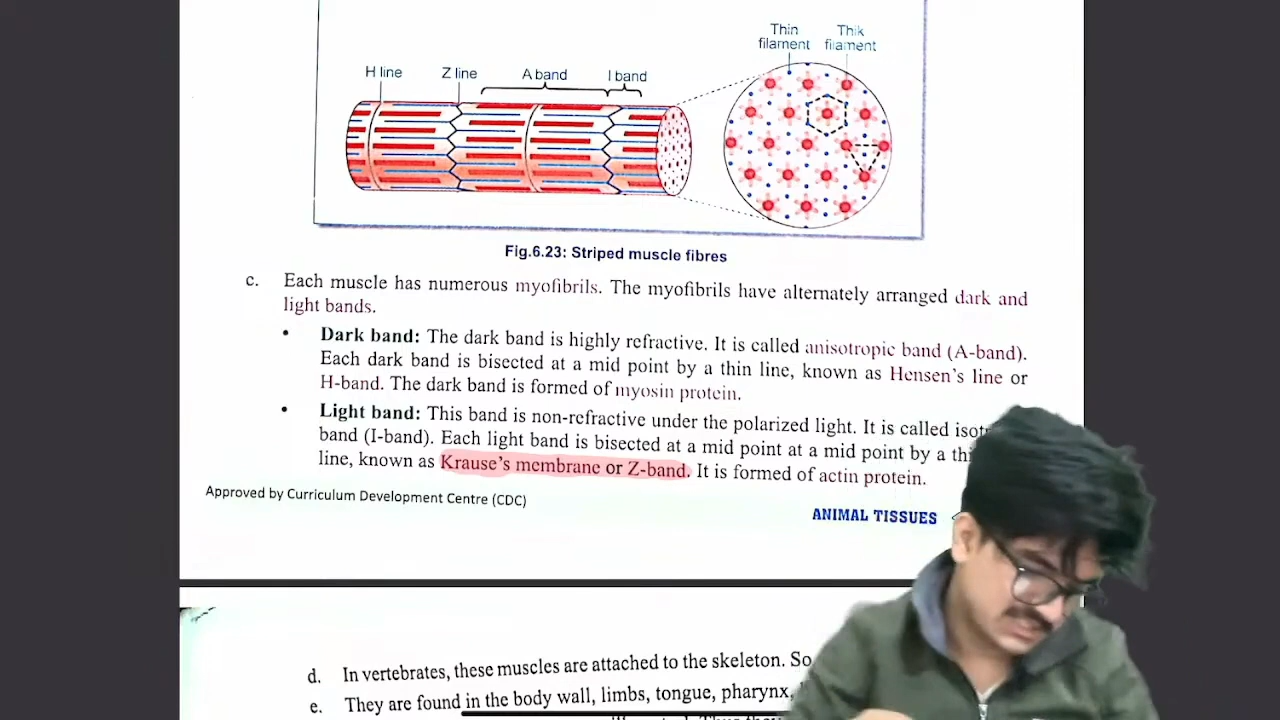 Thin filament
Thik filament
H line
Z line
A band
I band
Fig.6.23: Striped muscle fibres
c. Each muscle has numerous myofibrils. The myofibrils have alternately arranged dark and
light bands.
• Dark band: The dark band is highly refractive. It is called anisotropic band (A-band).
Each dark band is bisected at a mid point by a thin line, known as Hensen's line or
H-band. The dark band is formed of myosin protein.
• Light band: This band is non-refractive under the polarized light. It is called
band (I-band). Each light band is bisected at a mid point at a mid point by a
line, known as Krause's membrane or Z-band. It is formed of actin protein.
Approved by Curriculum Development Centre (CDC)
ANIMAL TISSUES
d. In vertebrates, these muscles are attached to the skeleton. So
e. They are found in the body wall, limbs, tongue, pharynx,